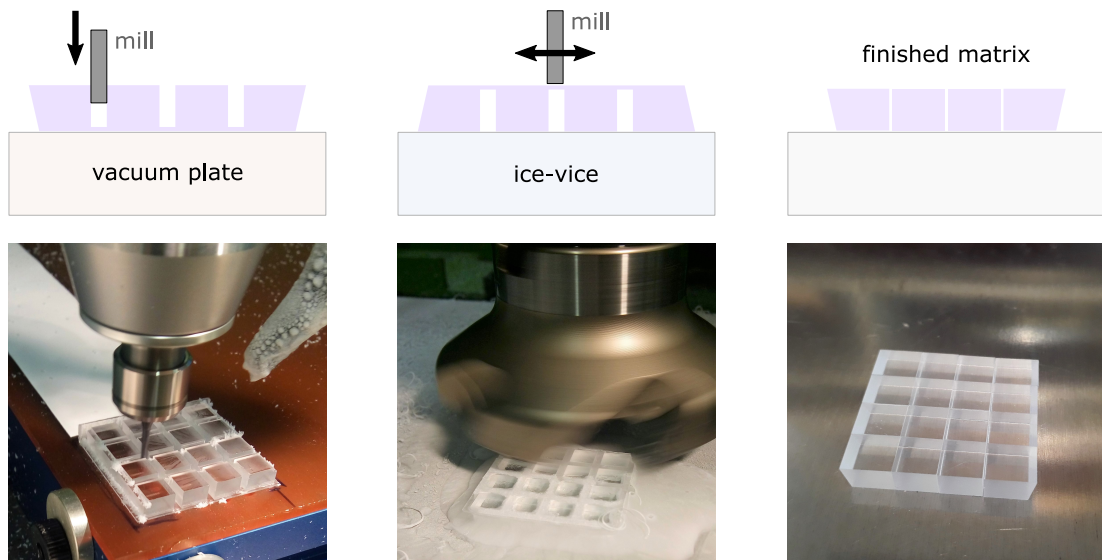 mill
vacuum plate
mill
ice-vice
finished matrix